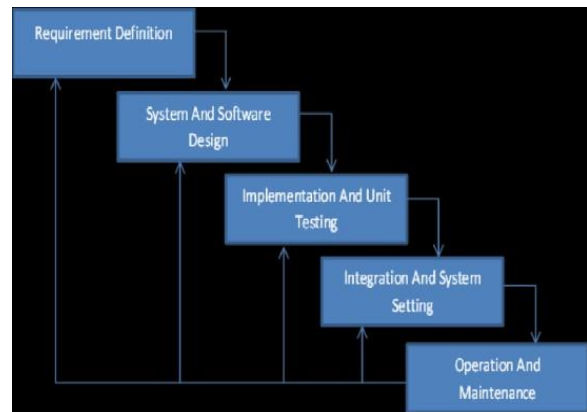 Requirement Definition
System And Software
Design
Implementation And Unit
Testing
Integration And System
Setting
Operation And
Maintenance